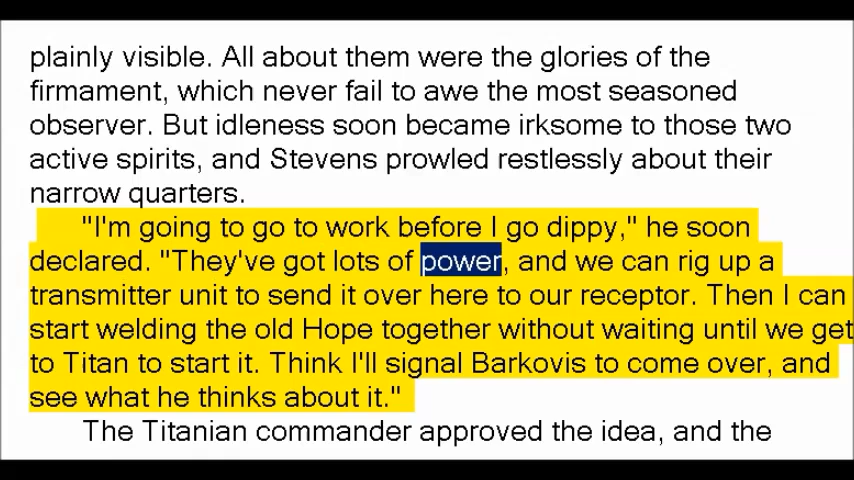 plainly visible. All about them were the glories of the
firmament, which never fail to awe the most seasoned
observer. But idleness soon became irksome to those two
active spirits, and Stevens prowled restlessly about their
narrow quarters.
"I'm going to go to work before I go dippy," he soon
declared. "They've got lots of power, and we can rig up a
transmitter unit to send it over here to our receptor. Then I can
start welding the old Hope together without waiting until we get
to Titan to start it. Think I'll signal Barkovis to come over, and
see what he thinks about it."
The Titanian commander approved the idea, and the